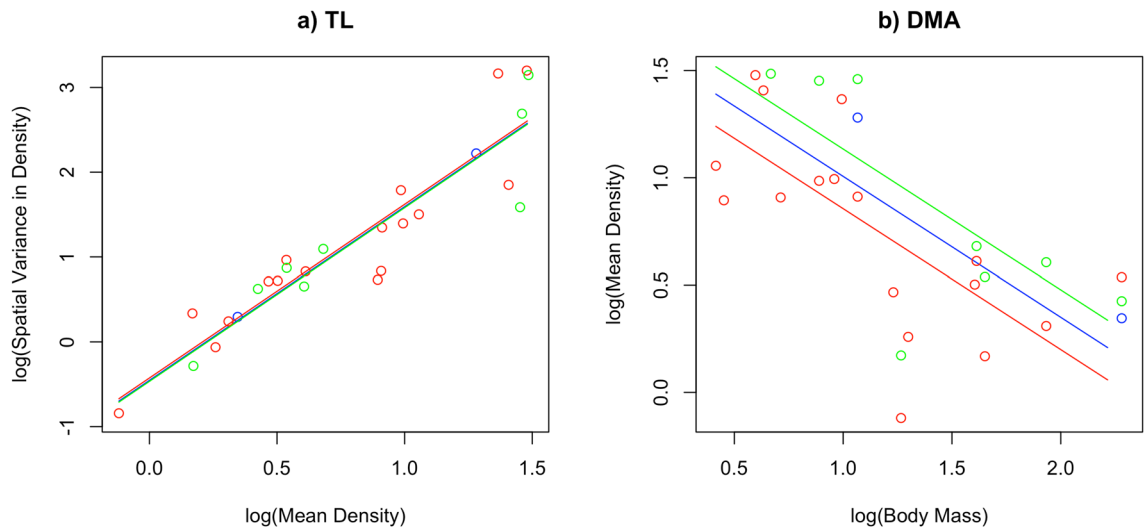 a) TL
log(Spatial Variance in Density)
3
2
1
0
-1
0.0 0.5 1.0 1.5
log(Mean Density)
b) DMA
log(Mean Density)
1.5
1.0
0.5
0.0
0.5 1.0 1.5 2.0
log(Body Mass)